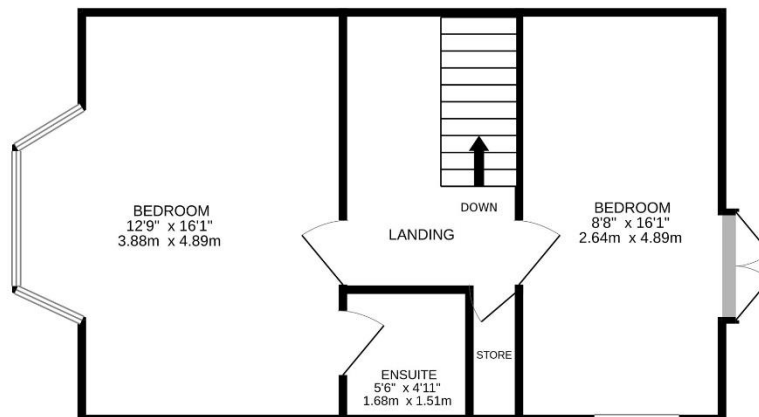 BEDROOM
12'9" x 16'1"
3.88m x 4.89m
DOWN
LANDING
BEDROOM
8'8" x 16'1"
2.64m x 4.89m
ENSUITE
5'6" x 4'11"
1.68m x 1.51m
STORE